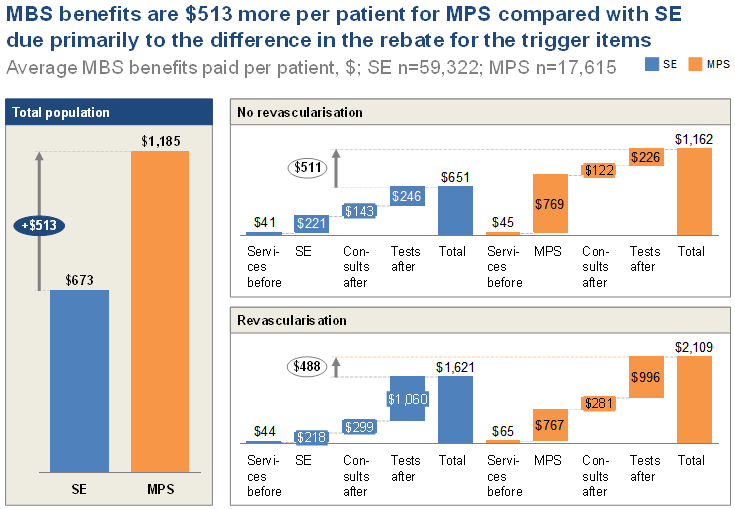 MBS benefits are $513 more per patient for MPS compared with SE
due primarily to the difference in the rebate for the trigger items
Average MBS benefits paid per patient, $; SE n=59,322; MPS n=17,615
SE
MPS
Total population
$1,185
+$513
$673
SE
MPS
No revascularisation
$1,162
$226
$511
$122
$651
$246
$769
$143
$41
$221
$45
Servi-
ces
before
SE
Con-
sults
after
Tests
after
Total
Servi-
ces
before
MPS
Con-
sults
after
Tests
after
Total
Revascularisation
$2,109
$488
$1,621
$996
$1,060
$281
$299
$767
$44
$218
$65
Servi-
ces
before
SE
Con-
sults
after
Tests
after
Total
Servi-
ces
before
MPS
Con-
sults
after
Tests
after
Total